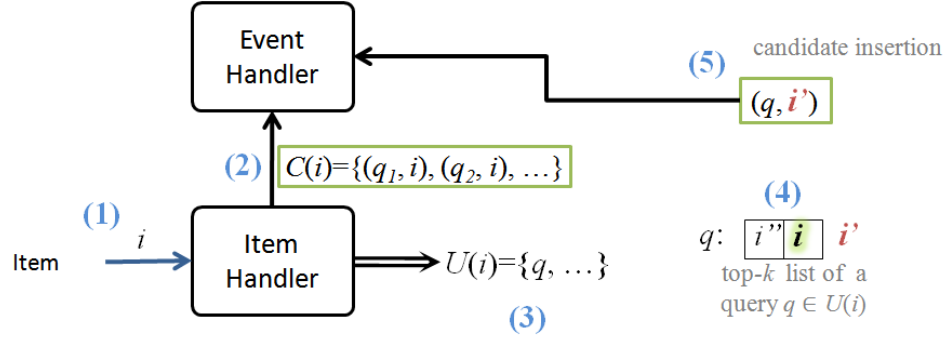 Event
Handler
candidate insertion
(5)
(q, i’)
(2)
C(i)={(q1, i), (q2, i), …}
(1)
i
Item
Item
Handler
U(i)={q, …}
(3)
(4)
q: i’’ i i’
top-k list of a
query q ∈ U(i)